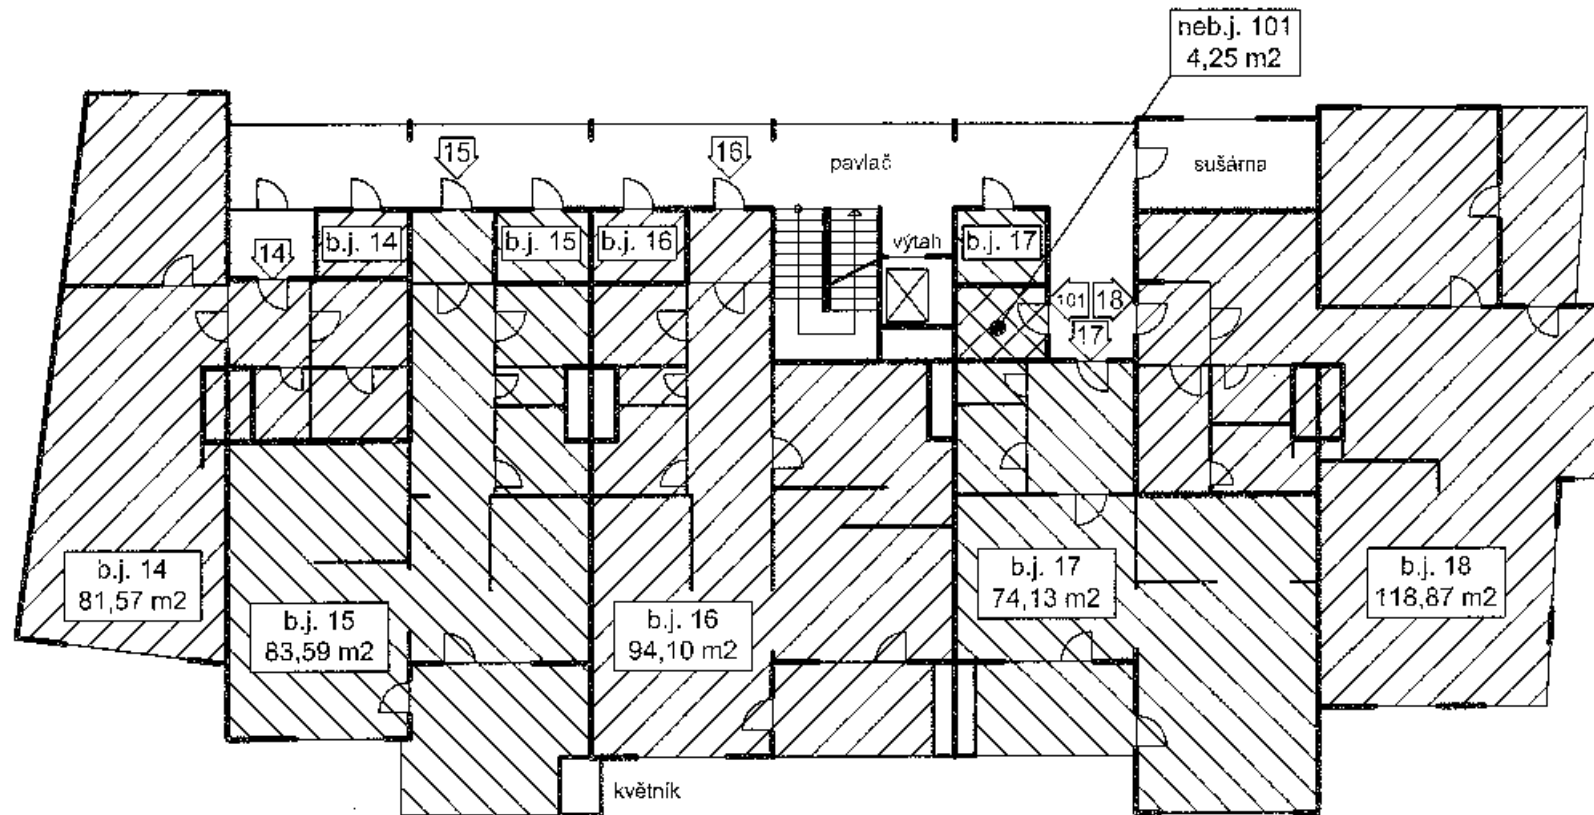 neb.j. 101
4,25 m2
15
16
pavlač
sušárna
14
b.j. 14
b.j. 15
b.j. 16
výtah
b.j. 17
101
18
17
b.j. 14
81,57 m2
b.j. 15
83,59 m2
b.j. 16
94,10 m2
b.j. 17
74,13 m2
b.j. 18
118,87 m2
květník